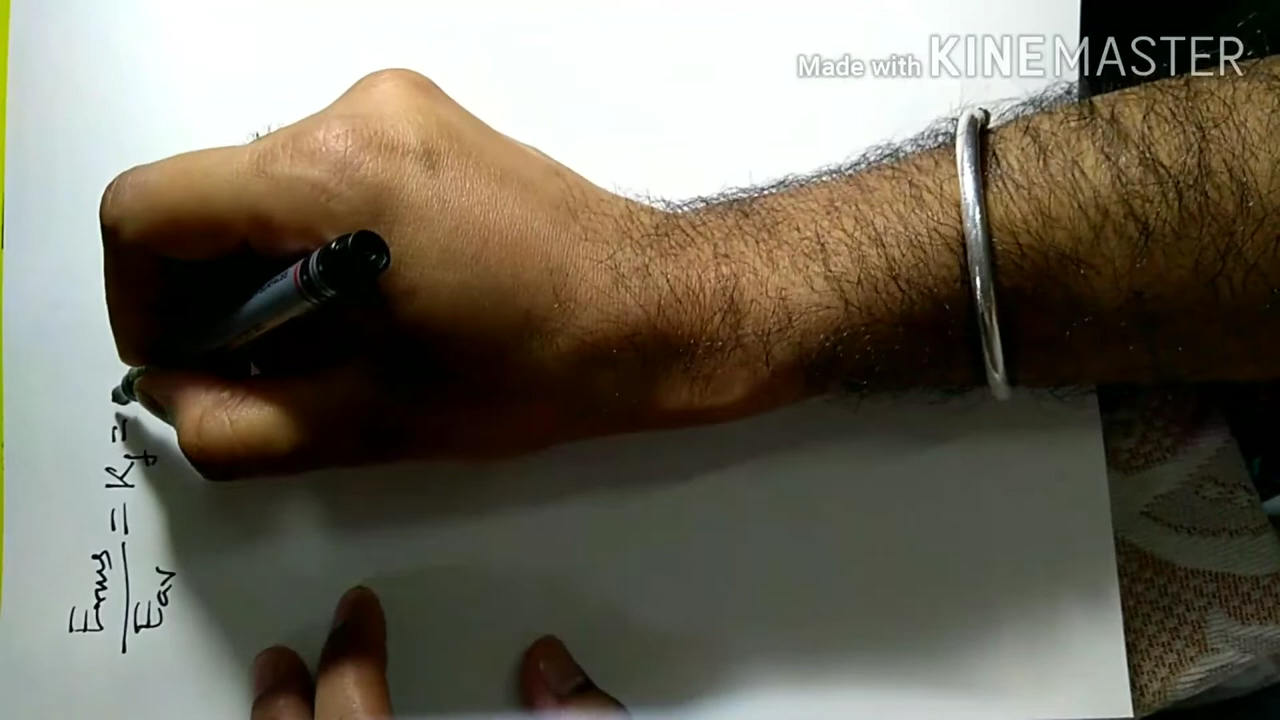 Made with KINEMASTER
Erms
Eav
= Kf =